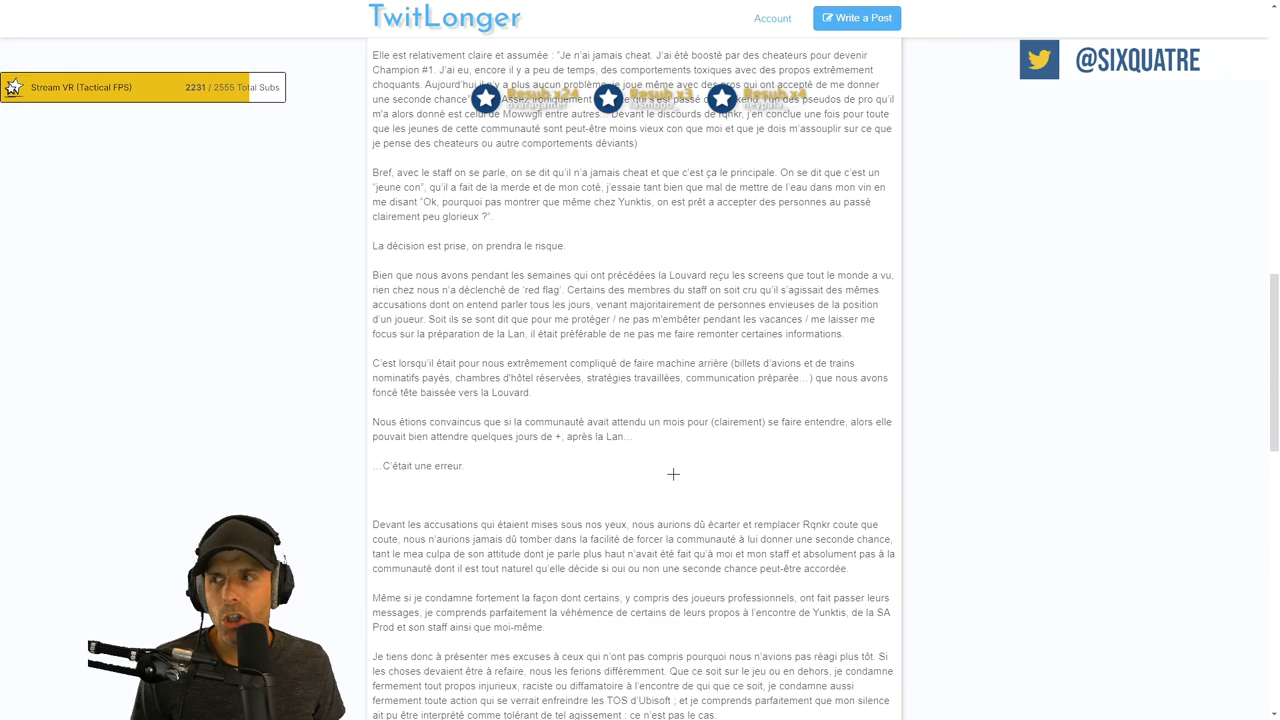 TwitLonger
Account
Write a Post
@SIXQUATRE
Stream VR (Tactical FPS)
2231 / 2555 Total Subs
Resub x24
Resub x3
Resub x4
Elle est relativement claire et assumée : “Je n’ai jamais cheat. J’ai été boosté par des cheateurs pour devenir
Champion #1. J’ai eu, encore il y a peu de temps, des comportements toxiques avec des propos extrêmement
choquants. Aujourd’hui il n’y a plus aucun problème, je joue même avec des pros qui ont accepté de me donner
une seconde chance” Assez ironiquement s’est passé ce Yun des pseudos de pro qu’il
m’a alors donné est celui de Mowwgli entre autres… Devant le discourds de rqnkr, j’en conclue une fois pour toute
que les jeunes de cette communauté sont peut-être moins vieux con que moi et que je dois m’assouplir sur ce que
je pense des cheateurs ou autre comportements déviants)
Bref, avec le staff on se parle, on se dit qu’il n’a jamais cheat et que c’est ça le principale. On se dit que c’est un
“jeune con”, qu’il a fait de la merde et de mon coté, j’essaie tant bien que mal de mettre de l’eau dans mon vin en
me disant “Ok, pourquoi pas montrer que même chez Yunktis, on est prêt a accepter des personnes au passé
clairement peu glorieux ?”.
La décision est prise, on prendra le risque.
Bien que nous avons pendant les semaines qui ont précédées la Louvard reçu les screens que tout le monde a vu,
rien chez nous n’a déclenché de ‘red flag’. Certains des membres du staff on soit cru qu’il s’agissait des mêmes
accusations dont on entend parler tous les jours, venant majoritairement de personnes envieuses de la position
d’un joueur. Soit ils se sont dit que pour me protéger / ne pas m’embêter pendant les vacances / me laisser me
focus sur la préparation de la Lan, il était préférable de ne pas me faire remonter certaines informations.
C’est lorsqu’il était pour nous extrêmement compliqué de faire machine arrière (billets d’avions et de trains
nominatifs payés, chambres d’hôtel réservées, stratégies travaillées, communication préparée…) que nous avons
foncé tête baissée vers la Louvard.
Nous étions convaincus que si la communauté avait attendu un mois pour (clairement) se faire entendre, alors elle
pouvait bien attendre quelques jours de +, après la Lan…
…C’était une erreur.
Devant les accusations qui étaient mises sous nos yeux, nous aurions dû écarter et remplacer Rqnkr coute que
coute, nous n’aurions jamais dû tomber dans la facilité de forcer la communauté à lui donner une seconde chance,
tant le mea culpa de son attitude dont je parle plus haut n’avait été fait qu’à moi et mon staff et absolument pas à la
communauté dont il est tout naturel qu’elle décide si oui ou non une seconde chance peut-être accordée.
Même si je condamne fortement la façon dont certains, y compris des joueurs professionnels, ont fait passer leurs
messages, je comprends parfaitement la véhémence de certains de leurs propos à l’encontre de Yunktis, de la SA
Prod et son staff ainsi que moi-même.
Je tiens donc à présenter mes excuses à ceux qui n’ont pas compris pourquoi nous n’avions pas réagi plus tôt. Si
les choses devaient être à refaire, nous les ferions différemment. Que ce soit sur le jeu ou en dehors, je condamne
fermement tout propos injurieux, raciste ou diffamatoire à l’encontre de qui que ce soit, je condamne aussi
fermement toute action qui se verrait enfreindre les TOS d’Ubisoft ; et je comprends parfaitement que mon silence
ait pu être interprété comme tolérant de tel agissement : ce n’est pas le cas.